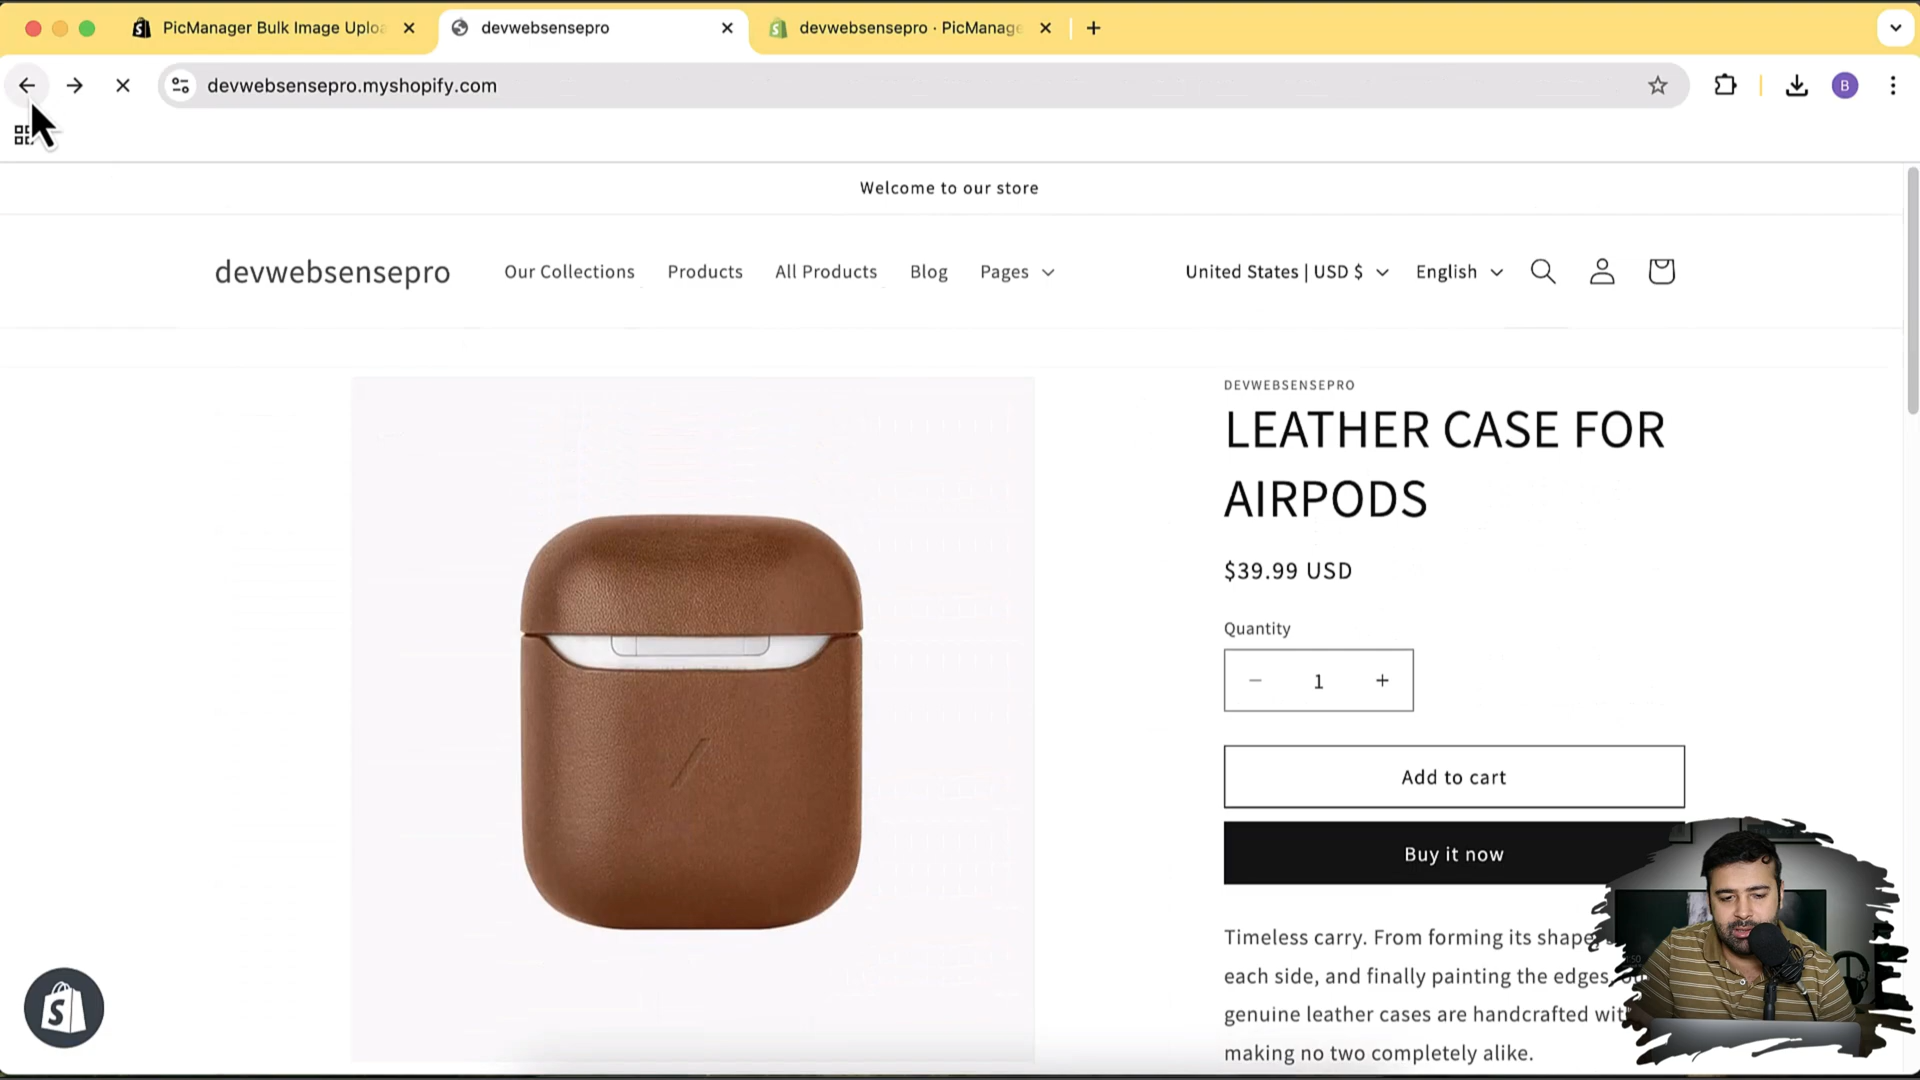 PicManager Bulk Image Uplo
devwebsensepro
devwebsensepro · PicManage
devwebsensepro.myshopify.com
B
Welcome to our store
devwebsensepro
Our Collections
Products
All Products
Blog
Pages
United States | USD $
English
DEVWEBSENSEPRO
LEATHER CASE FOR
AIRPODS
$39.99 USD
Quantity
− 1 +
Add to cart
Buy it now
Timeless carry. From forming its shape,
each side, and finally painting the edges,
genuine leather cases are handcrafted wit
making no two completely alike.